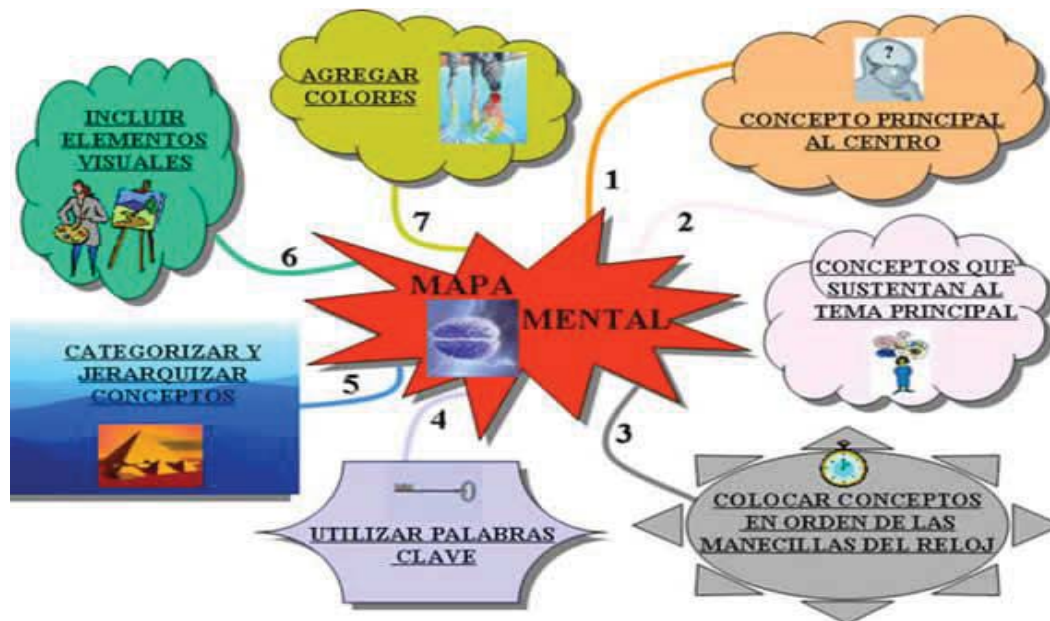 MAPA
MENTAL
1
?
CONCEPTO PRINCIPAL
AL CENTRO
2
CONCEPTOS QUE
SUSTENTAN AL
TEMA PRINCIPAL
3
COLOCAR CONCEPTOS
EN ORDEN DE LAS
MANECILLAS DEL RELOJ
4
UTILIZAR PALABRAS
CLAVE
5
CATEGORIZAR Y
JERARQUIZAR
CONCEPTOS
6
INCLUIR
ELEMENTOS
VISUALES
7
AGREGAR
COLORES